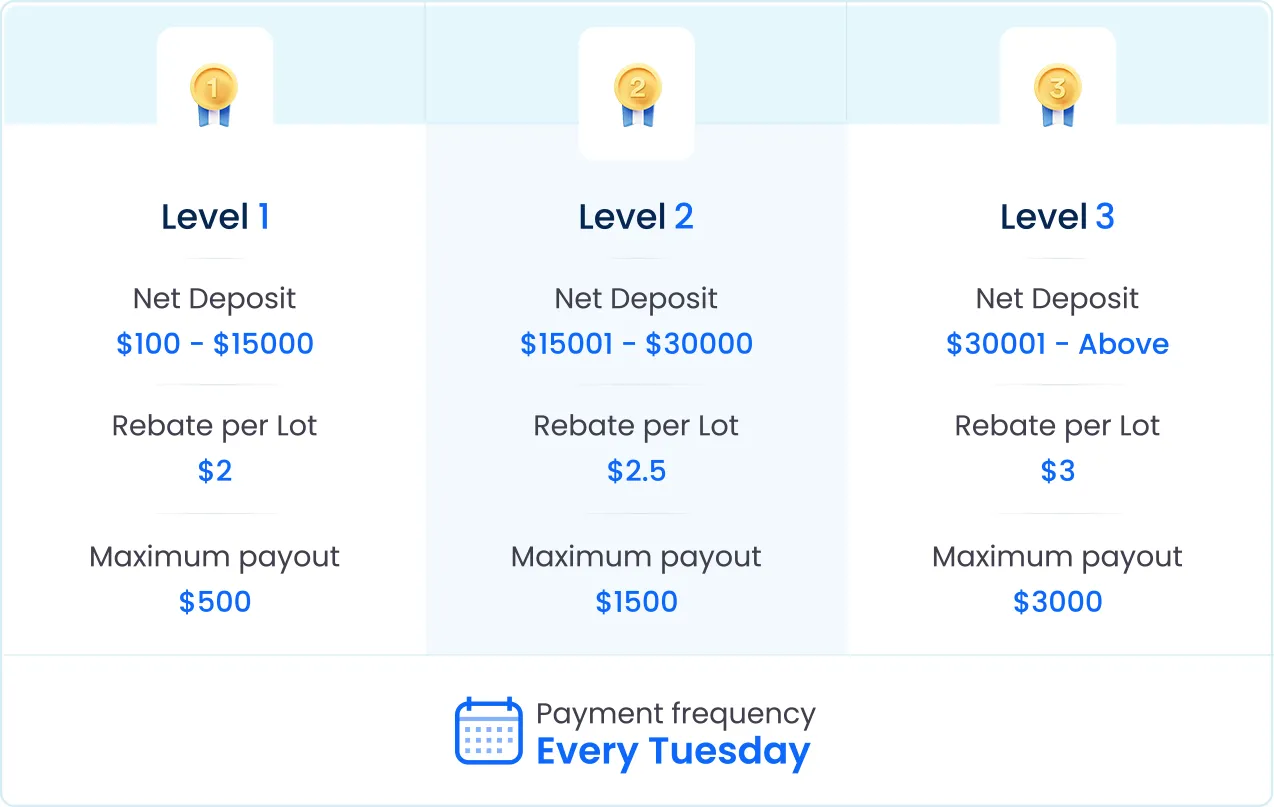 1
Level 1
Net Deposit
$100 - $15000
Rebate per Lot
$2
Maximum payout
$500
2
Level 2
Net Deposit
$15001 - $30000
Rebate per Lot
$2.5
Maximum payout
$1500
3
Level 3
Net Deposit
$30001 - Above
Rebate per Lot
$3
Maximum payout
$3000
Payment frequency
Every Tuesday